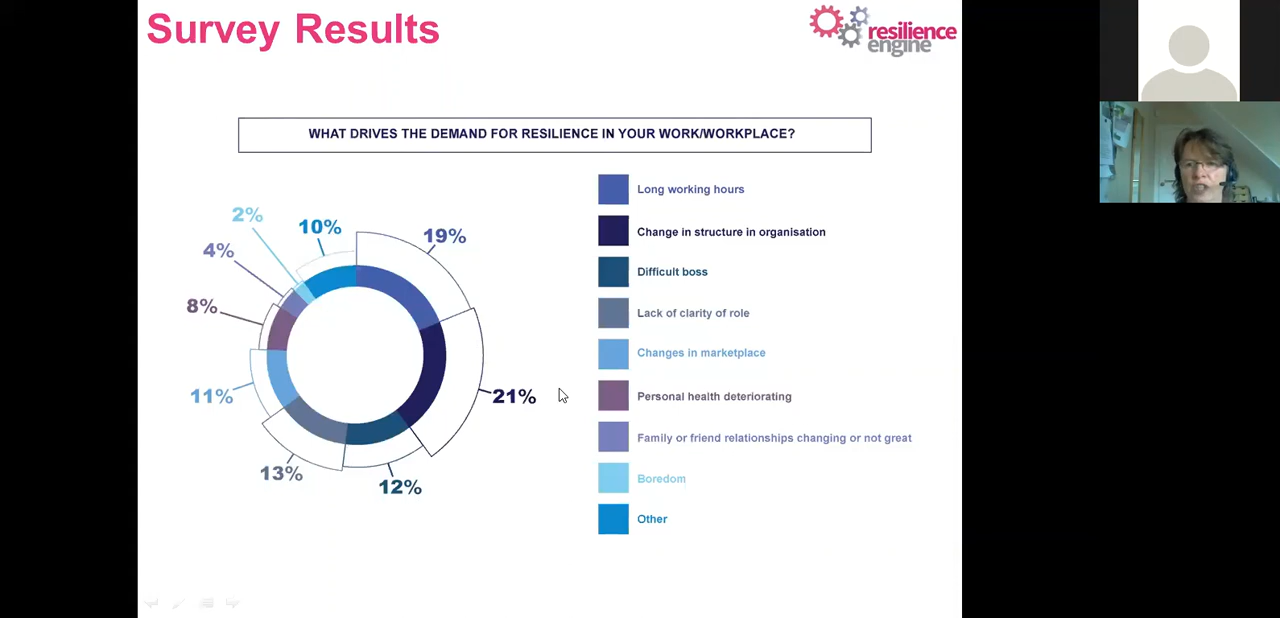 Survey Results
resilience
engine
WHAT DRIVES THE DEMAND FOR RESILIENCE IN YOUR WORK/WORKPLACE?
2%
10%
19%
4%
8%
11%
21%
13%
12%
Long working hours
Change in structure in organisation
Difficult boss
Lack of clarity of role
Changes in marketplace
Personal health deteriorating
Family or friend relationships changing or not great
Boredom
Other